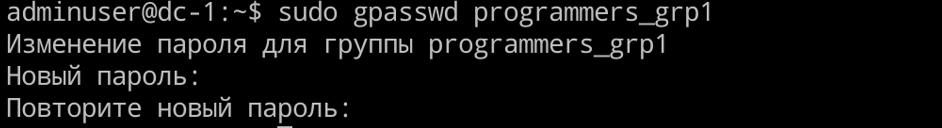 adminuser@dc-1:~$ sudo gpasswd programmers_grp1
Изменение пароля для группы programmers_grp1
Новый пароль:
Повторите новый пароль: